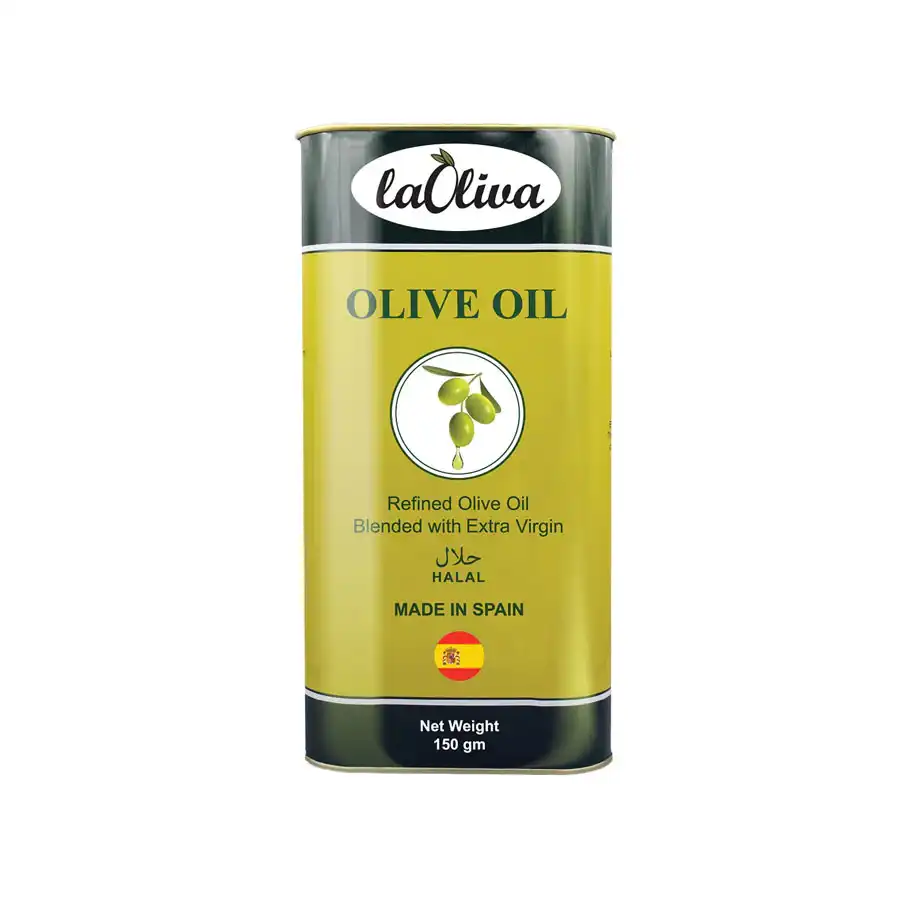 laOliva
OLIVE OIL
Refined Olive Oil
Blended with Extra Virgin
حلال
HALAL
MADE IN SPAIN
Net Weight
150 gm